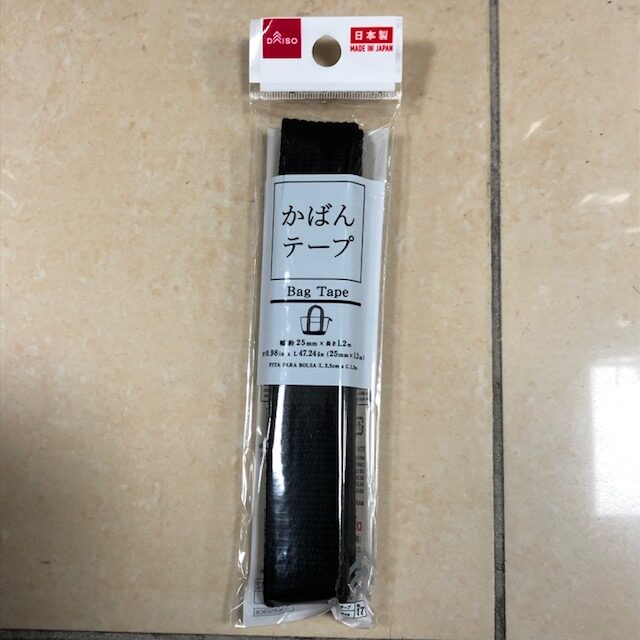 DAISO
日本製
MADE IN JAPAN
かばん
テープ
Bag Tape
幅約25mm×長さ1.2m
W0.98in x L 47.24in (25mm×1.2m)
FITA PARA BOLSA (L.2,5cm x C.1,2m)